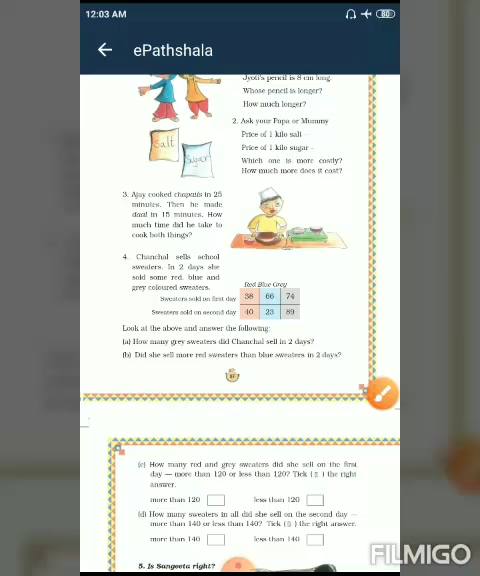 12:03 AM
80
ePathshala
Jyoti's pencil is 8 cm long.
Whose pencil is longer?
How much longer?
2. Ask your Papa or Mummy
Price of 1 kilo salt –
Price of 1 kilo sugar -
Which one is more costly?
How much more does it cost?
Salt
Sugar
3. Ajay cooked chapatis in 25
minutes. Then he made
daal in 15 minutes. How
much time did he take to
cook both things?
4. Chanchal sells school
sweaters. In 2 days she
sold some red, blue and
grey coloured sweaters.
Red Blue Grey
Sweaters sold on first day 38 66 74
Sweaters sold on second day 40 23 89
Look at the above and answer the following:
(a) How many grey sweaters did Chanchal sell in 2 days?
(b) Did she sell more red sweaters than blue sweaters in 2 days?
(c) How many red and grey sweaters did she sell on the first
day — more than 120 or less than 120? Tick ( ) the right
answer.
more than 120 less than 120
(d) How many sweaters in all did she sell on the second day —
more than 140 or less than 140? Tick ( ) the right answer.
more than 140 less than 140
5. Is Sangeeta right?
FILMIGO